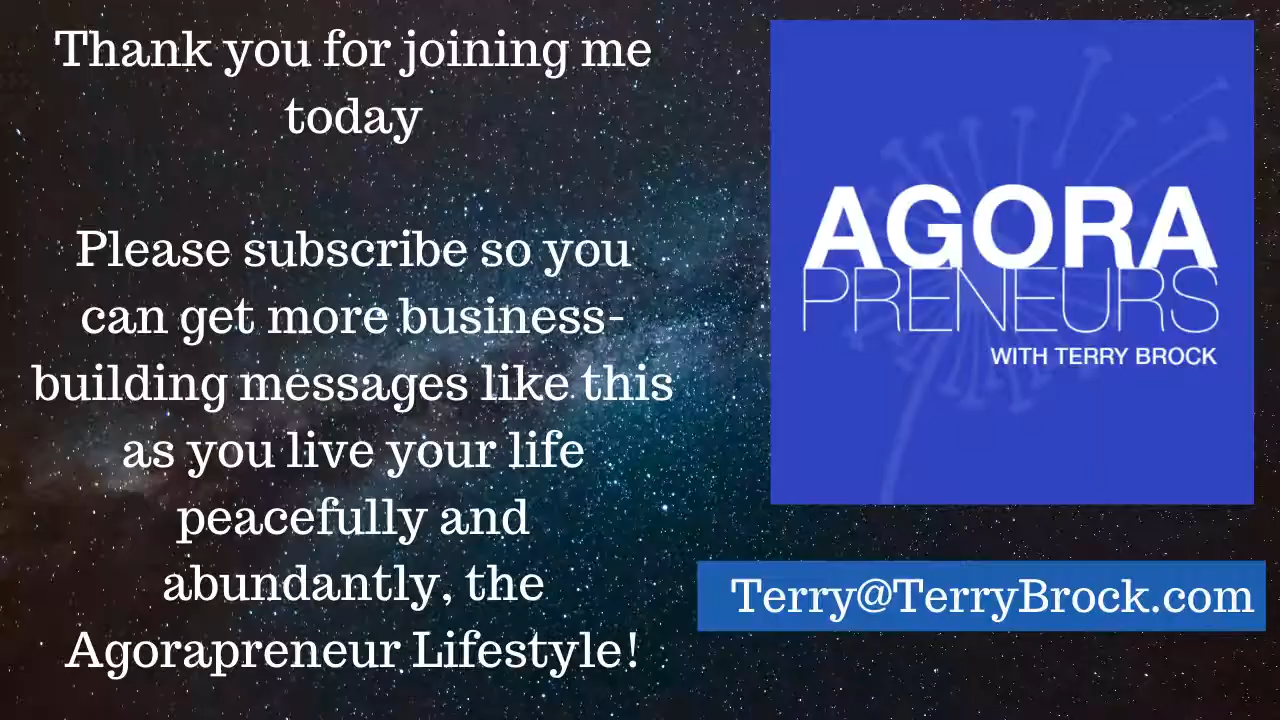 Thank you for joining me
today
Please subscribe so you
can get more business-
building messages like this
as you live your life
peacefully and
abundantly, the
Agorapreneur Lifestyle!
AGORA
PRENEURS
WITH TERRY BROCK
Terry@TerryBrock.com